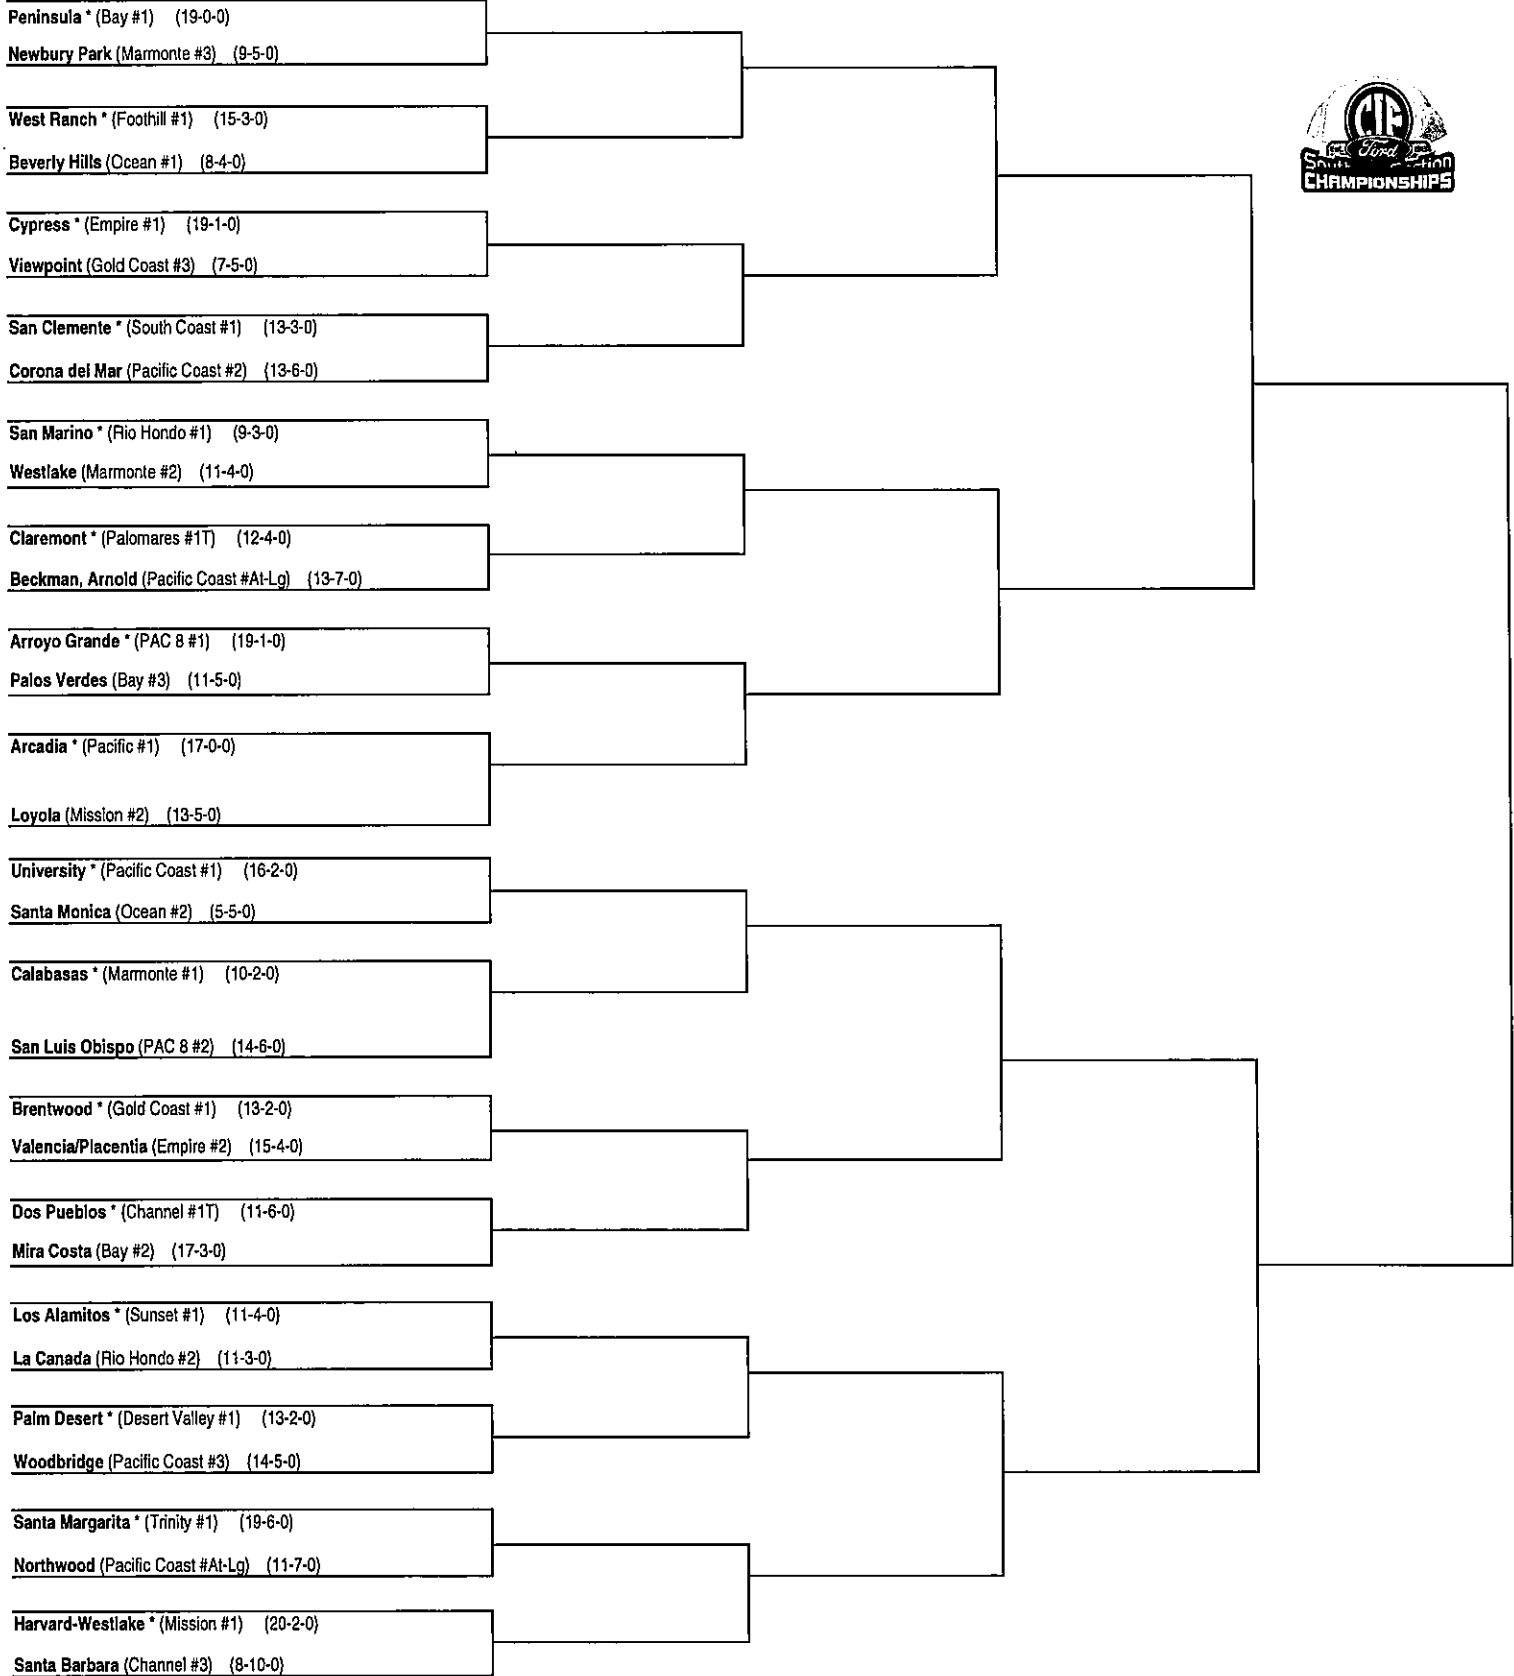 Peninsula * (Bay #1) (19-0-0)
Newbury Park (Marmonte #3) (9-5-0)
West Ranch * (Foothill #1) (15-3-0)
Beverly Hills (Ocean #1) (8-4-0)
Cypress * (Empire #1) (19-1-0)
Viewpoint (Gold Coast #3) (7-5-0)
San Clemente * (South Coast #1) (13-3-0)
Corona del Mar (Pacific Coast #2) (13-6-0)
San Marino * (Rio Hondo #1) (9-3-0)
Westlake (Marmonte #2) (11-4-0)
Claremont * (Palomares #1T) (12-4-0)
Beckman, Arnold (Pacific Coast #At-Lg) (13-7-0)
Arroyo Grande * (PAC 8 #1) (19-1-0)
Palos Verdes (Bay #3) (11-5-0)
Arcadia * (Pacific #1) (17-0-0)
Loyola (Mission #2) (13-5-0)
University * (Pacific Coast #1) (16-2-0)
Santa Monica (Ocean #2) (5-5-0)
Calabasas * (Marmonte #1) (10-2-0)
San Luis Obispo (PAC 8 #2) (14-6-0)
Brentwood * (Gold Coast #1) (13-2-0)
Valencia/Placentia (Empire #2) (15-4-0)
Dos Pueblos * (Channel #1T) (11-6-0)
Mira Costa (Bay #2) (17-3-0)
Los Alamitos * (Sunset #1) (11-4-0)
La Canada (Rio Hondo #2) (11-3-0)
Palm Desert * (Desert Valley #1) (13-2-0)
Woodbridge (Pacific Coast #3) (14-5-0)
Santa Margarita * (Trinity #1) (19-6-0)
Northwood (Pacific Coast #At-Lg) (11-7-0)
Harvard-Westlake * (Mission #1) (20-2-0)
Santa Barbara (Channel #3) (8-10-0)
CIF
Ford
CHAMPIONSHIPS